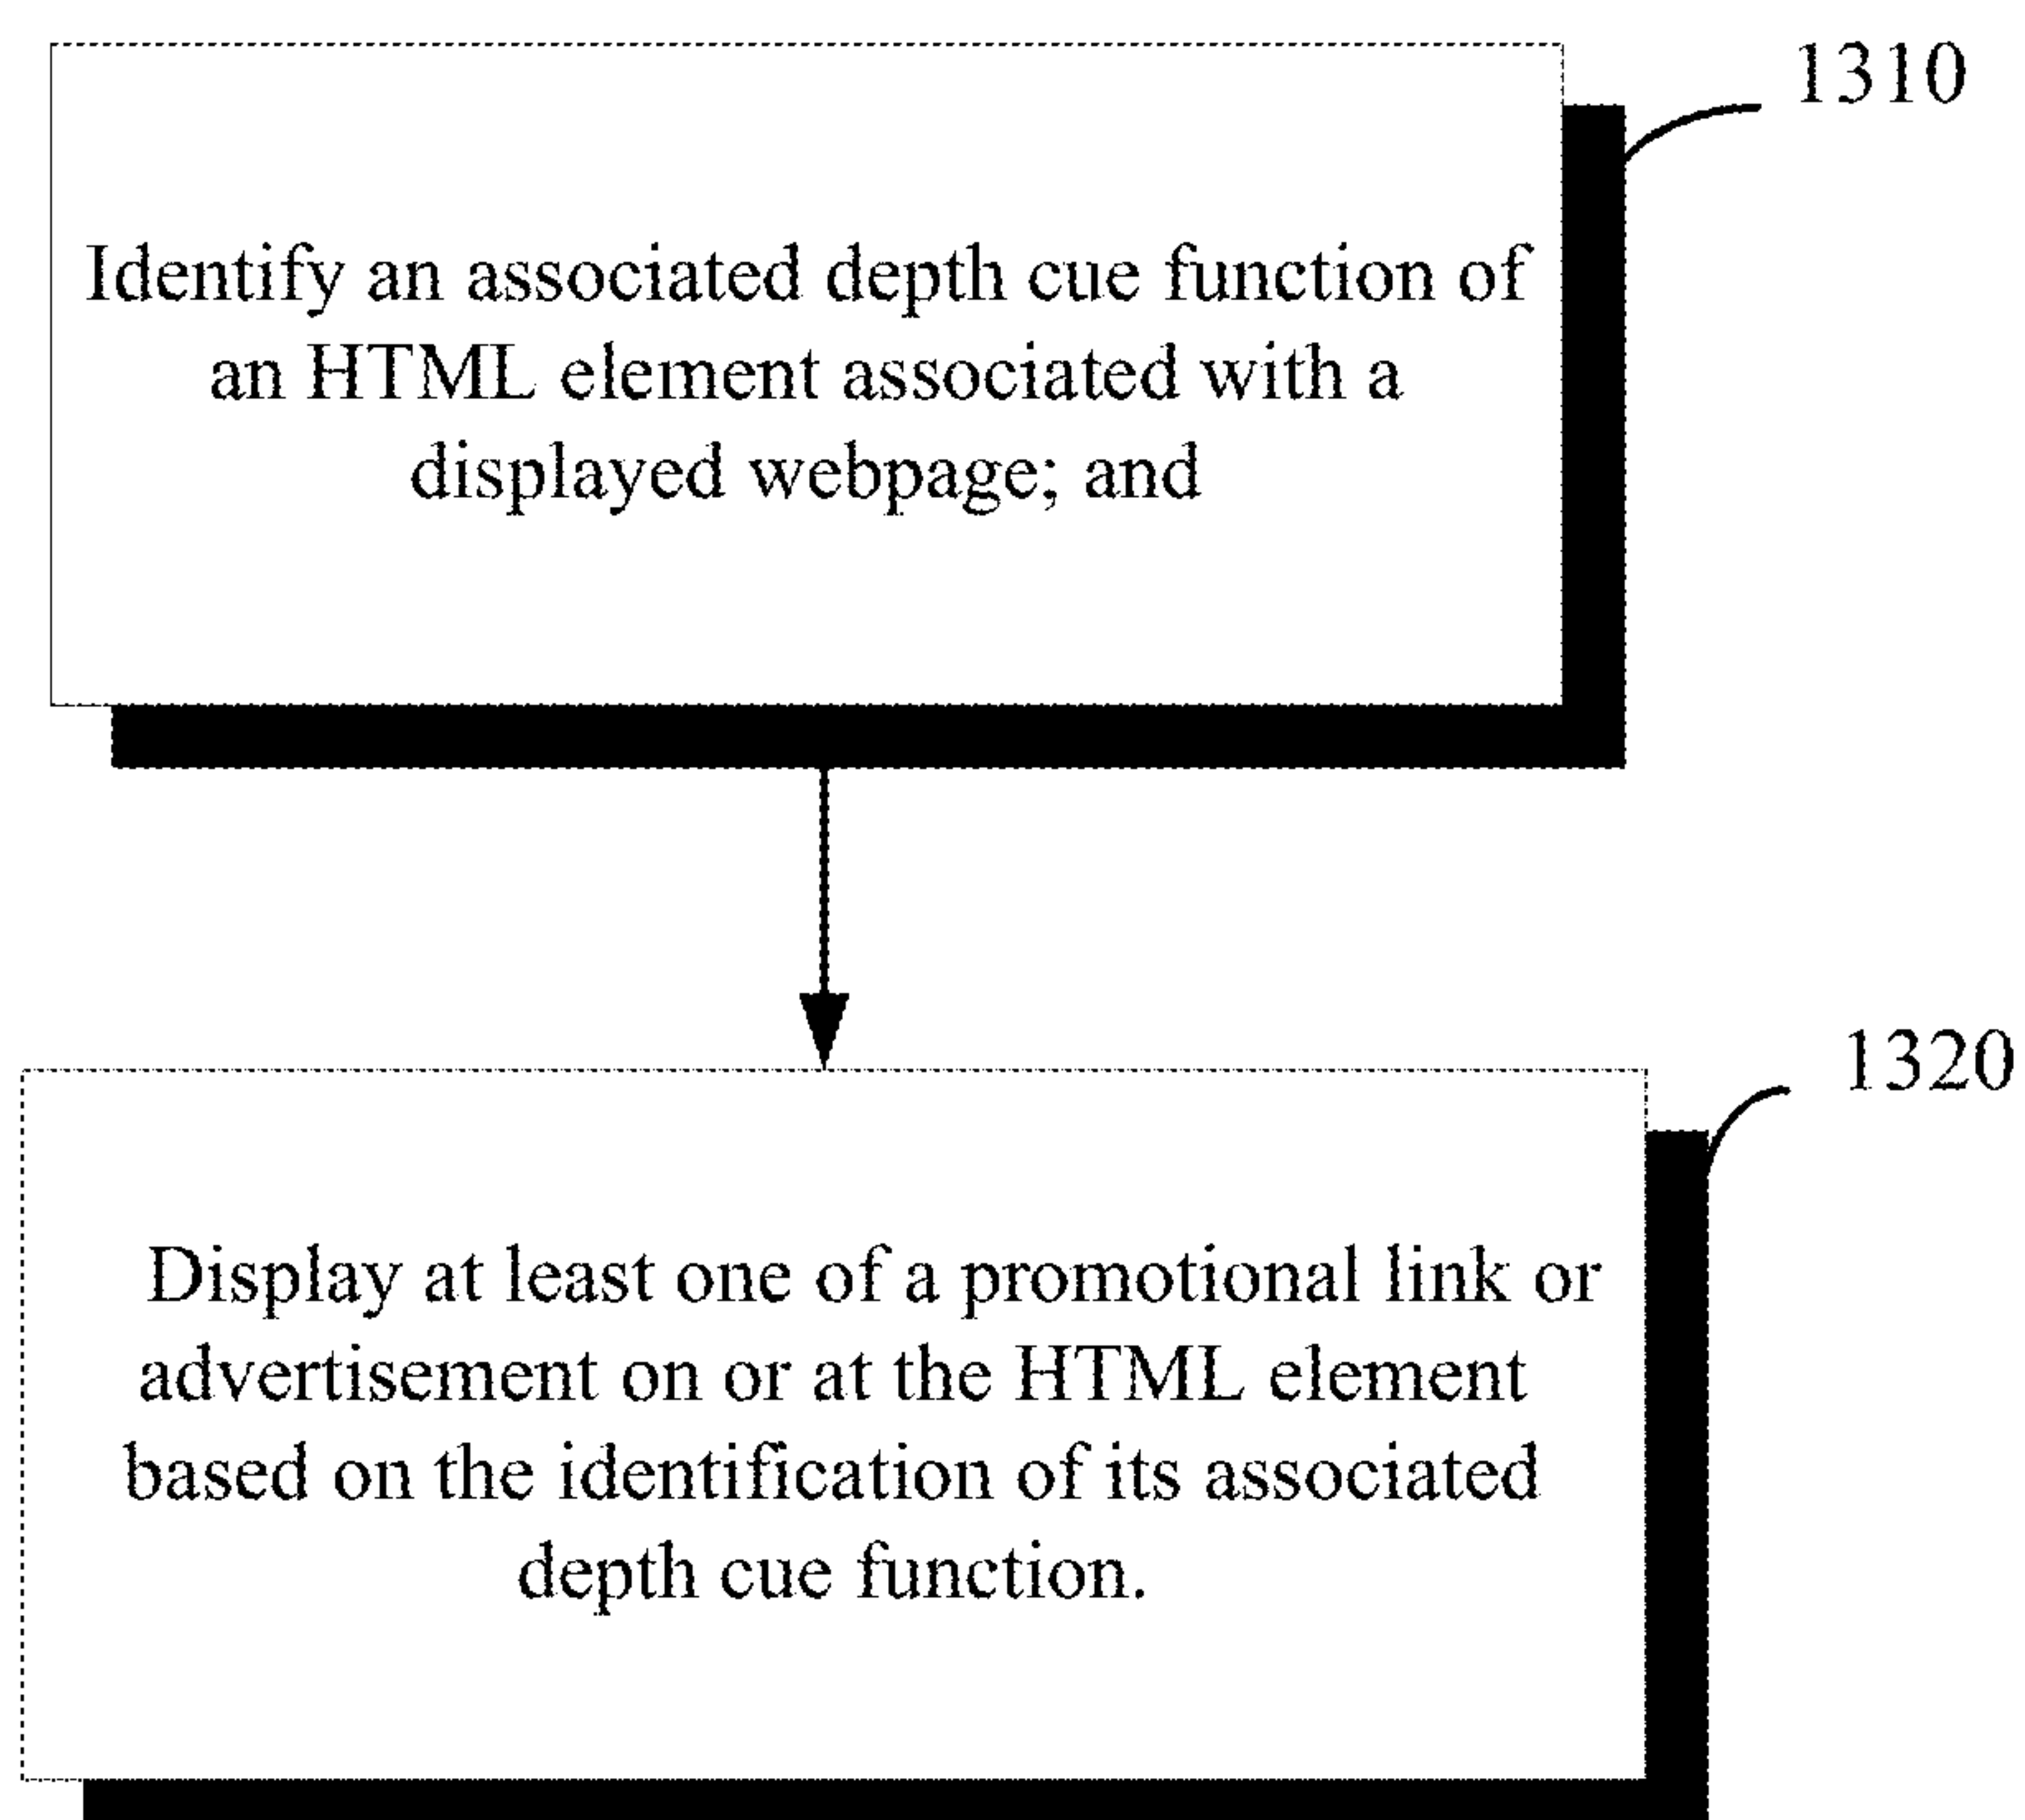 1310
Identify an associated depth cue function of
an HTML element associated with a
displayed webpage; and
1320
Display at least one of a promotional link or
advertisement on or at the HTML element
based on the identification of its associated
depth cue function.